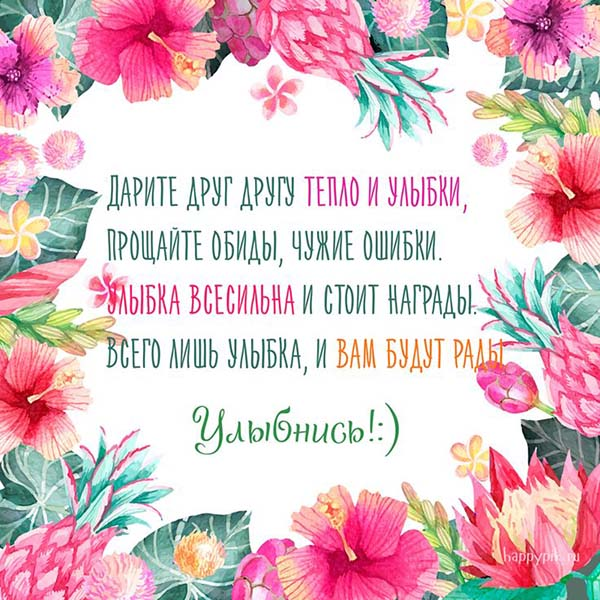 Дарите друг другу тепло и улыбки,
прощайте обиды, чужие ошибки.
Улыбка всесильна и стоит награды.
Всего лишь улыбка, и вам будут рады
Улыбнись!:)
happypik.ru